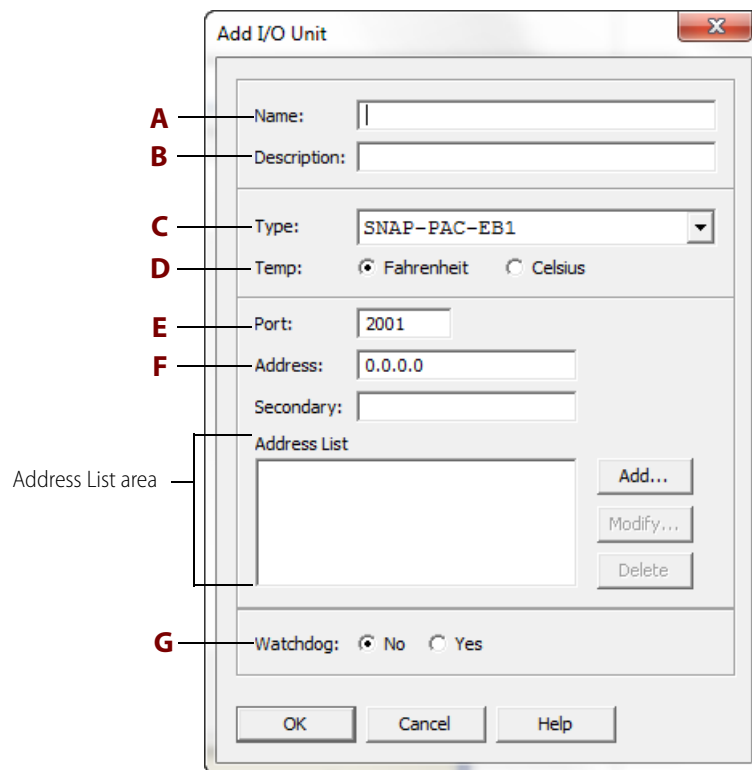 Add I/O Unit
A Name:
B Description:
C Type: SNAP-PAC-EB1
D Temp: Fahrenheit Celsius
E Port: 2001
F Address: 0.0.0.0
Secondary:
Address List
Address List area
Add...
Modify...
Delete
G Watchdog: No Yes
OK Cancel Help